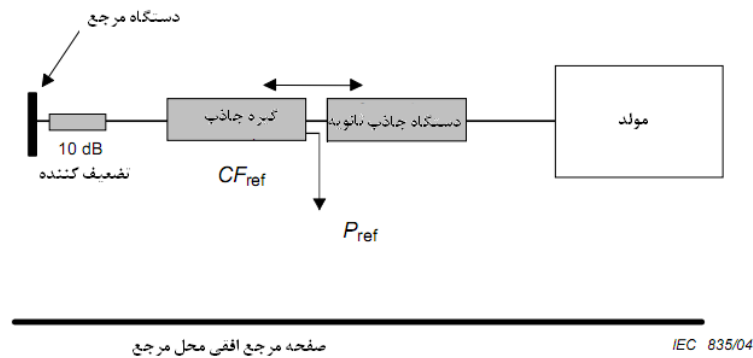 دستگاه مرجع
گیره جاذب
دستگاه جاذب ثانویه
مولد
10 dB
تضعیف کننده
CFref
Pref
صفحه مرجع افقی محل مرجع
IEC 835/04